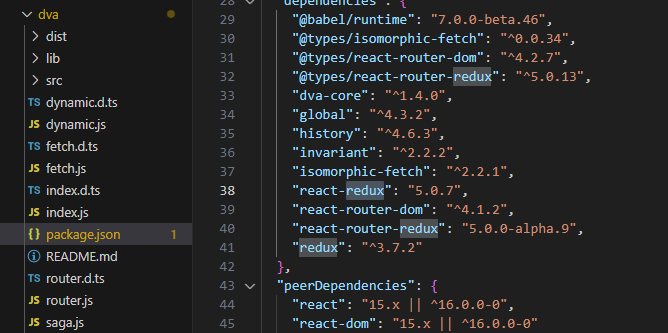 dva
dist
lib
src
TS dynamic.d.ts
JS dynamic.js
TS fetch.d.ts
JS fetch.js
TS index.d.ts
JS index.js
{} package.json 1
README.md
TS router.d.ts
JS router.js
JS saga.js
28 "dependencies": {
29 "@babel/runtime": "7.0.0-beta.46",
30 "@types/isomorphic-fetch": "^0.0.34",
31 "@types/react-router-dom": "^4.2.7",
32 "@types/react-router-redux": "^5.0.13",
33 "dva-core": "^1.4.0",
34 "global": "^4.3.2",
35 "history": "^4.6.3",
36 "invariant": "^2.2.2",
37 "isomorphic-fetch": "^2.2.1",
38 "react-redux": "5.0.7",
39 "react-router-dom": "^4.1.2",
40 "react-router-redux": "5.0.0-alpha.9",
41 "redux": "^3.7.2"
42 },
43 "peerDependencies": {
44 "react": "15.x || ^16.0.0-0",
45 "react-dom": "15.x || ^16.0.0-0"